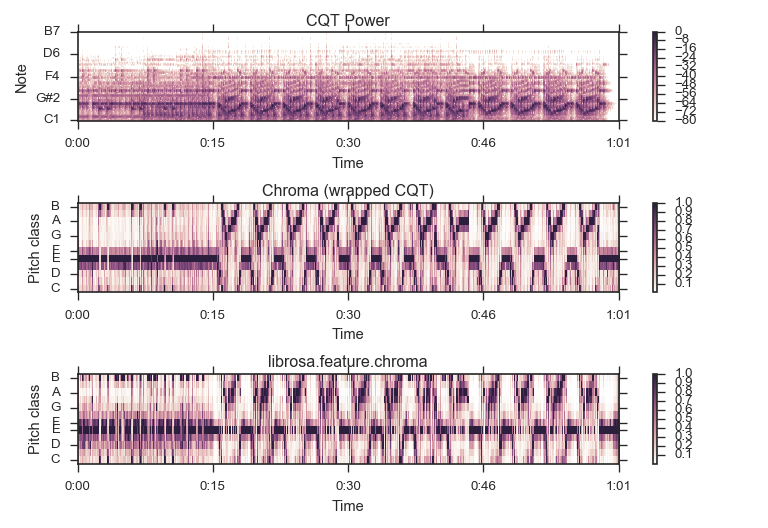 CQT Power
Note
B7
D6
F4
G#2
C1
0:00 0:15 0:30 0:46 1:01
Time
0
−8
−16
−24
−32
−40
−48
−56
−64
−72
−80
Chroma (wrapped CQT)
Pitch class
B
A
G
F
E
D
C
0:00 0:15 0:30 0:46 1:01
Time
1.0
0.9
0.8
0.7
0.6
0.5
0.4
0.3
0.2
0.1
librosa.feature.chroma
Pitch class
B
A
G
F
E
D
C
0:00 0:15 0:30 0:46 1:01
Time
1.0
0.9
0.8
0.7
0.6
0.5
0.4
0.3
0.2
0.1